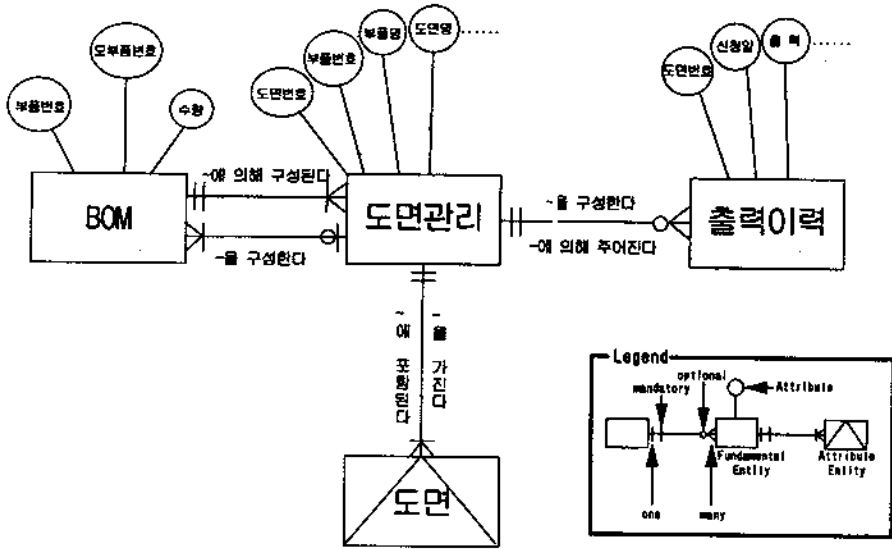 모부품번호
부품번호
수량
BOM
도면번호
부품번호
부품명
도면명
......
도면번호
신청일
출 력
......
~에 의해 구성된다
~을 구성한다
도면관리
~을 구성한다
~에 의해 주어진다
출력이력
~에 포함된다
~을 가진다
도면
Legend
optional
mandatory
Attribute
Fundamental
Entity
Attribute
Entity
one
many